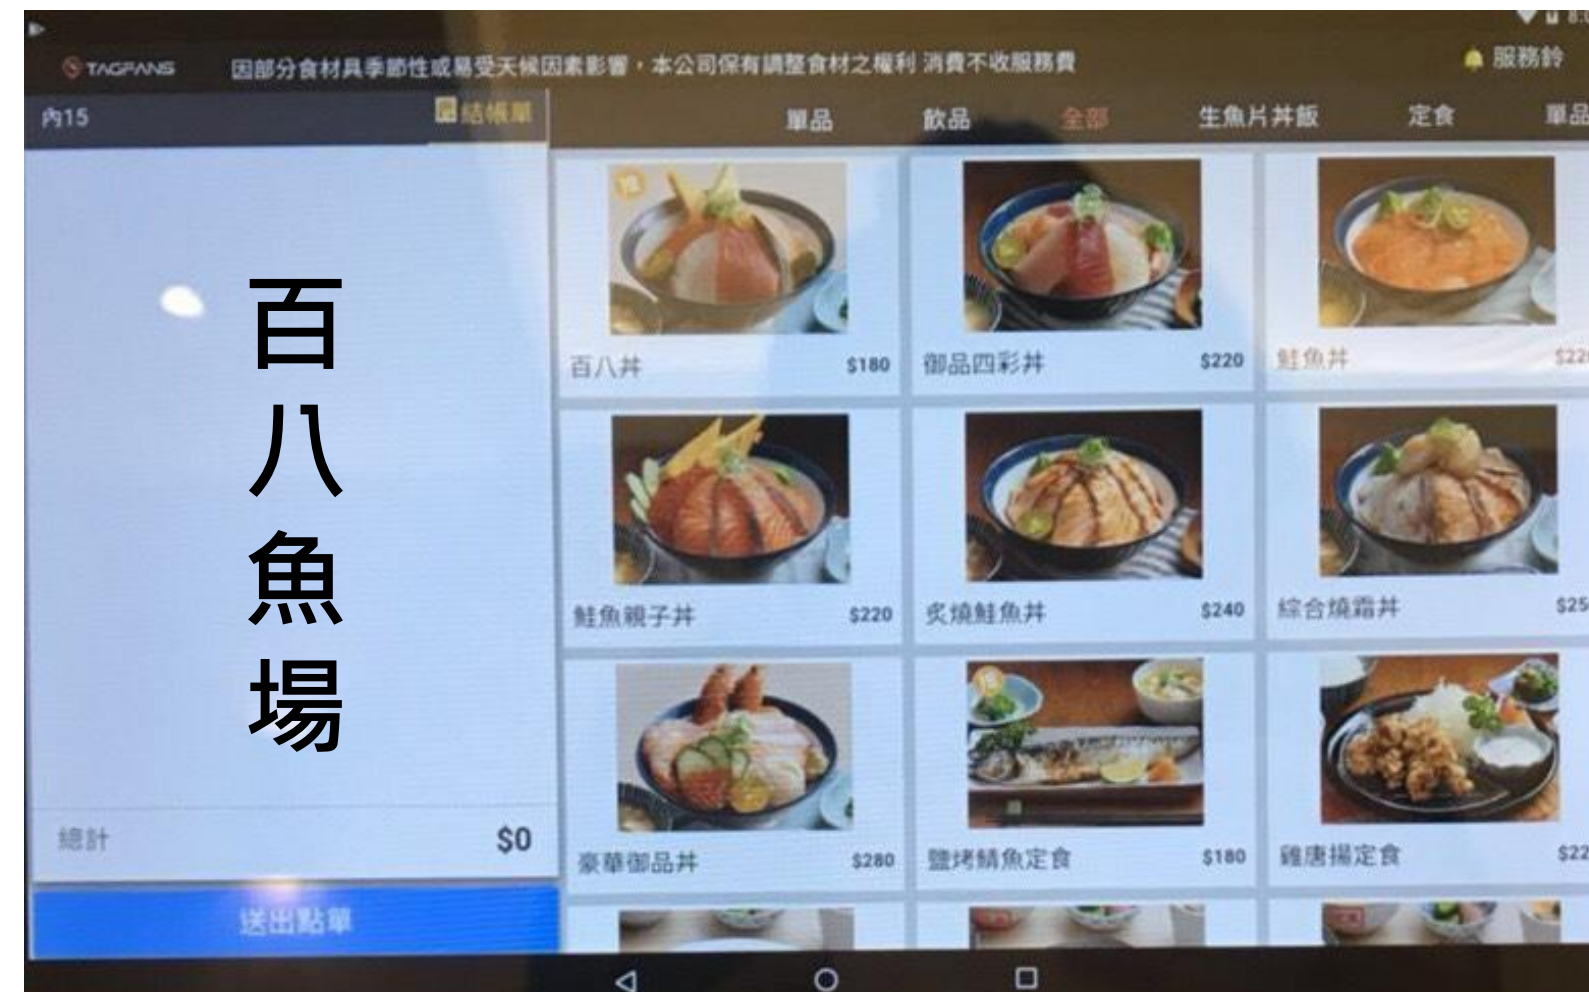 TAGFANS
因部分食材具季節性或易受天候因素影響，本公司保有調整食材之權利 消費不收服務費
服務鈴
內15
結帳單
單品 飲品 全部 生魚片丼飯 定食 單品
百八魚場
百八丼 $180
御品四彩丼 $220
鮭魚丼
鮭魚親子丼 $220
炙燒鮭魚丼 $240
綜合燒霜丼
豪華御品丼 $280
鹽烤鯖魚定食 $180
雞唐揚定食
總計 $0
送出點單